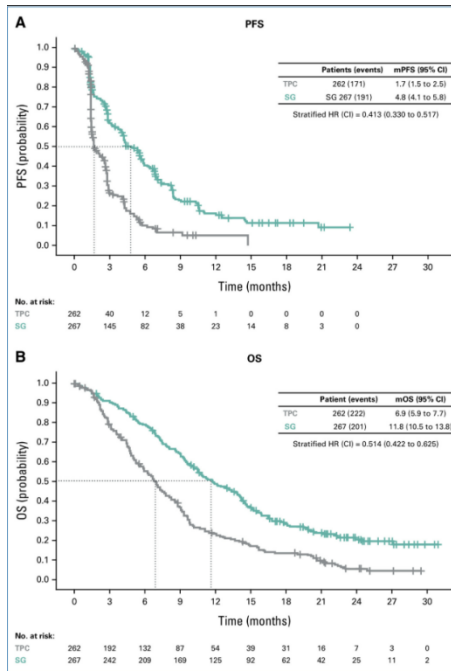 A
PFS
1.0
0.9
0.8
0.7
0.6
0.5
0.4
0.3
0.2
0.1
0.0
PFS (probability)
Patients (events) mPFS (95% CI)
TPC 262 (171) 1.7 (1.5 to 2.5)
SG SG 267 (191) 4.8 (4.1 to 5.8)
Stratified HR (CI) = 0.413 (0.330 to 0.517)
0 3 6 9 12 15 18 21 24 27 30
Time (months)
No. at risk:
TPC 262 40 12 5 1 0 0 0 0
SG 267 145 82 38 23 14 8 3 0
B
OS
1.0
0.9
0.8
0.7
0.6
0.5
0.4
0.3
0.2
0.1
0.0
OS (probability)
Patient (events) mOS (95% CI)
TPC 262 (222) 6.9 (5.9 to 7.7)
SG 267 (201) 11.8 (10.5 to 13.8)
Stratified HR (CI) = 0.514 (0.422 to 0.625)
0 3 6 9 12 15 18 21 24 27 30
Time (months)
No. at risk:
TPC 262 192 132 87 54 39 31 16 7 3 0
SG 267 242 209 169 125 92 62 42 25 11 2